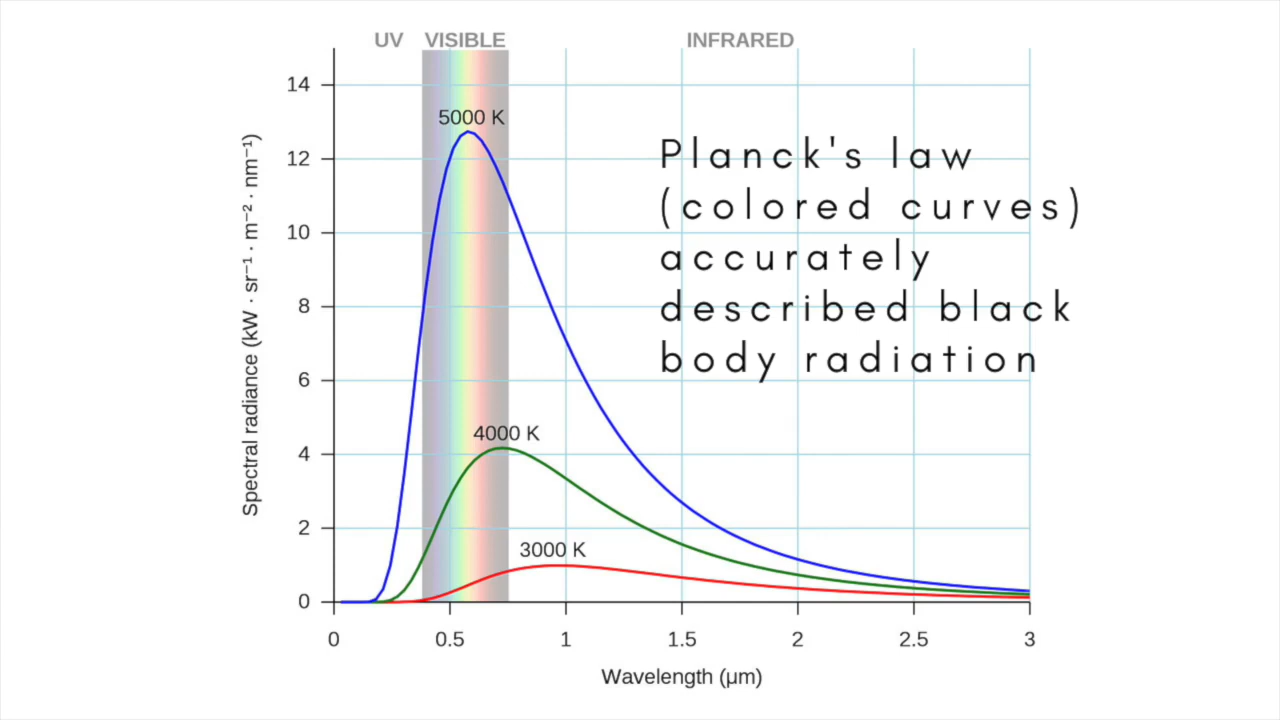 UV VISIBLE INFRARED
14
12
10
8
6
4
2
0
Spectral radiance (kW · sr⁻¹ · m⁻² · nm⁻¹)
5000 K
4000 K
3000 K
Planck's law
(colored curves)
accurately
described black
body radiation
0 0.5 1 1.5 2 2.5 3
Wavelength (μm)